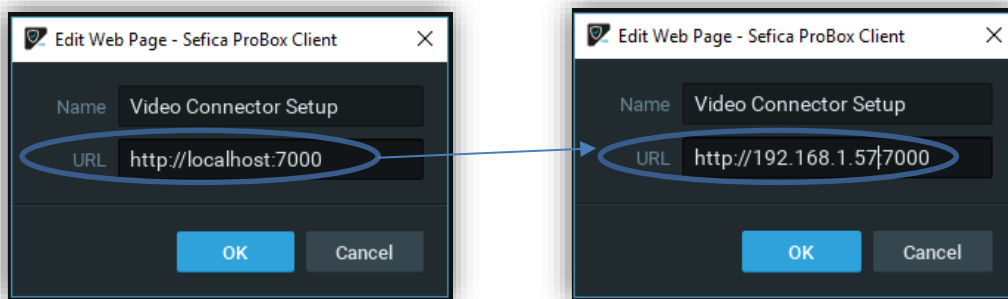 Edit Web Page - Sefica ProBox Client
Name Video Connector Setup
URL http://localhost:7000
OK Cancel
Edit Web Page - Sefica ProBox Client
Name Video Connector Setup
URL http://192.168.1.57:7000
OK Cancel